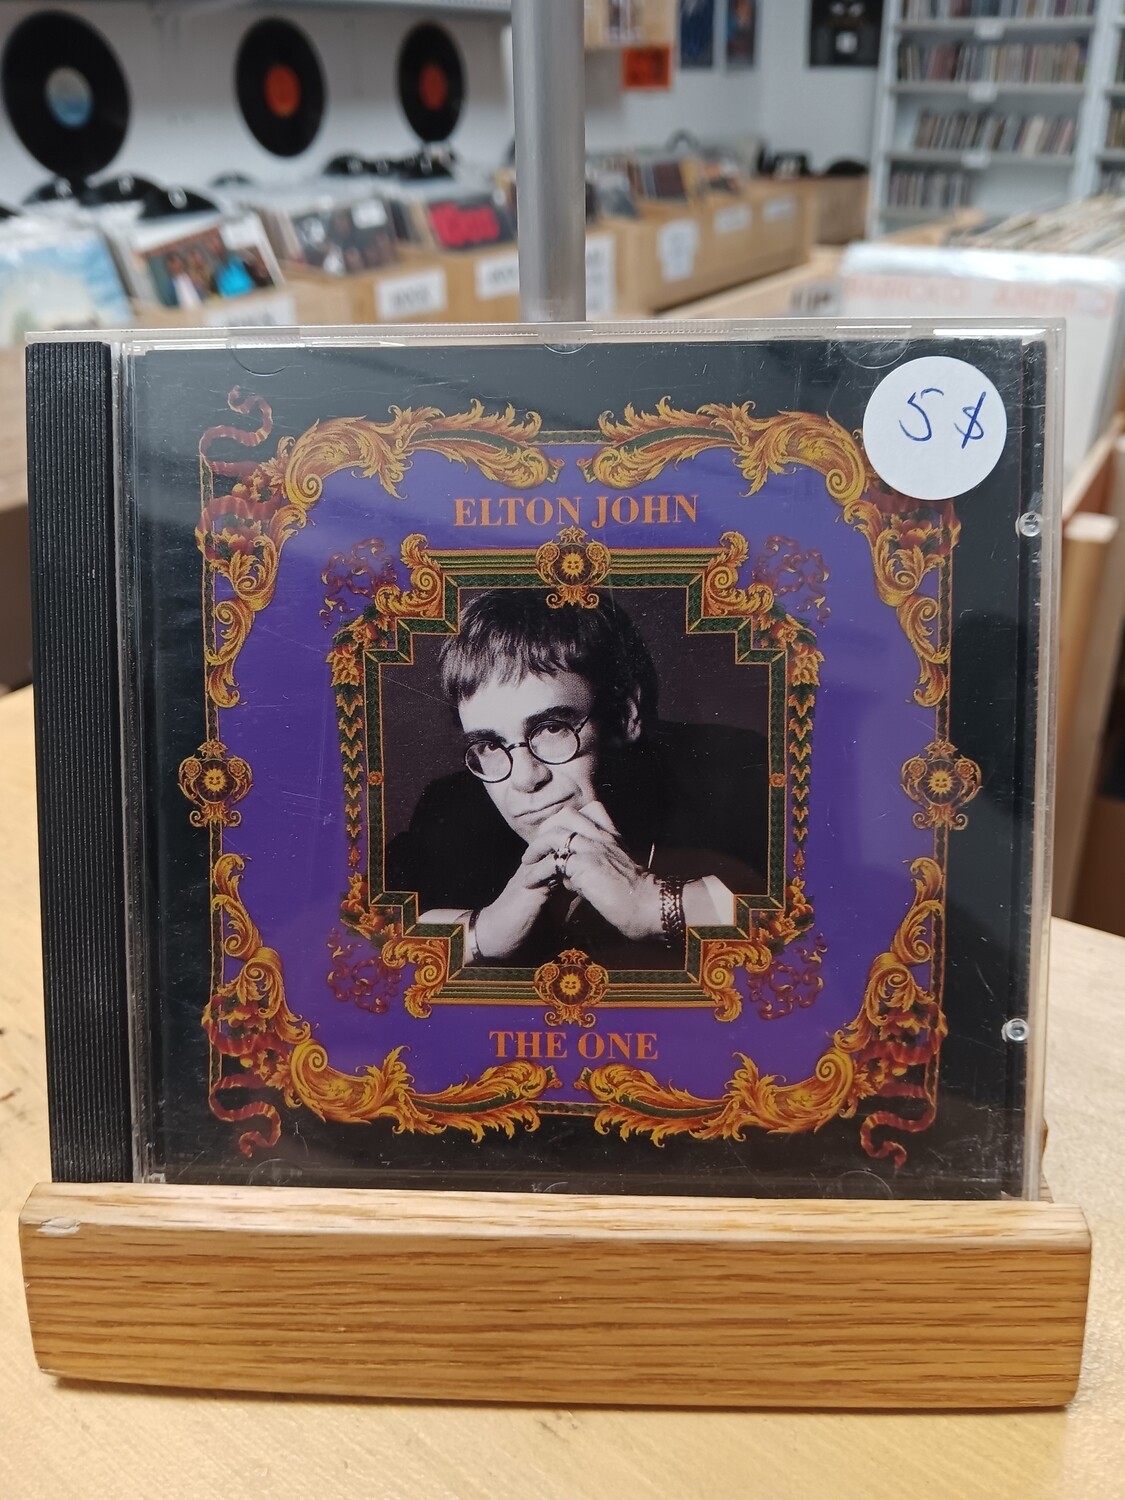 5 $
ELTON JOHN
THE ONE